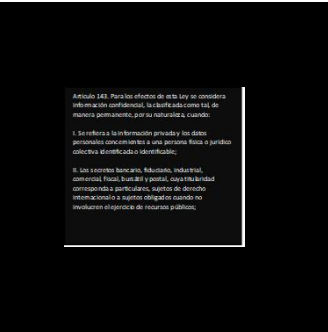 Artículo 143. Para los efectos de esta Ley se considera
información confidencial, la clasificada como tal, de
manera permanente, por su naturaleza, cuando:
I. Se refiera a la información privada y los datos
personales concernientes a una persona física o jurídico
colectiva identificada o identificable;
II. Los secretos bancario, fiduciario, industrial,
comercial, fiscal, bursátil y postal, cuya titularidad
corresponda a particulares, sujetos de derecho
internacional o a sujetos obligados cuando no
involucren el ejercicio de recursos públicos;